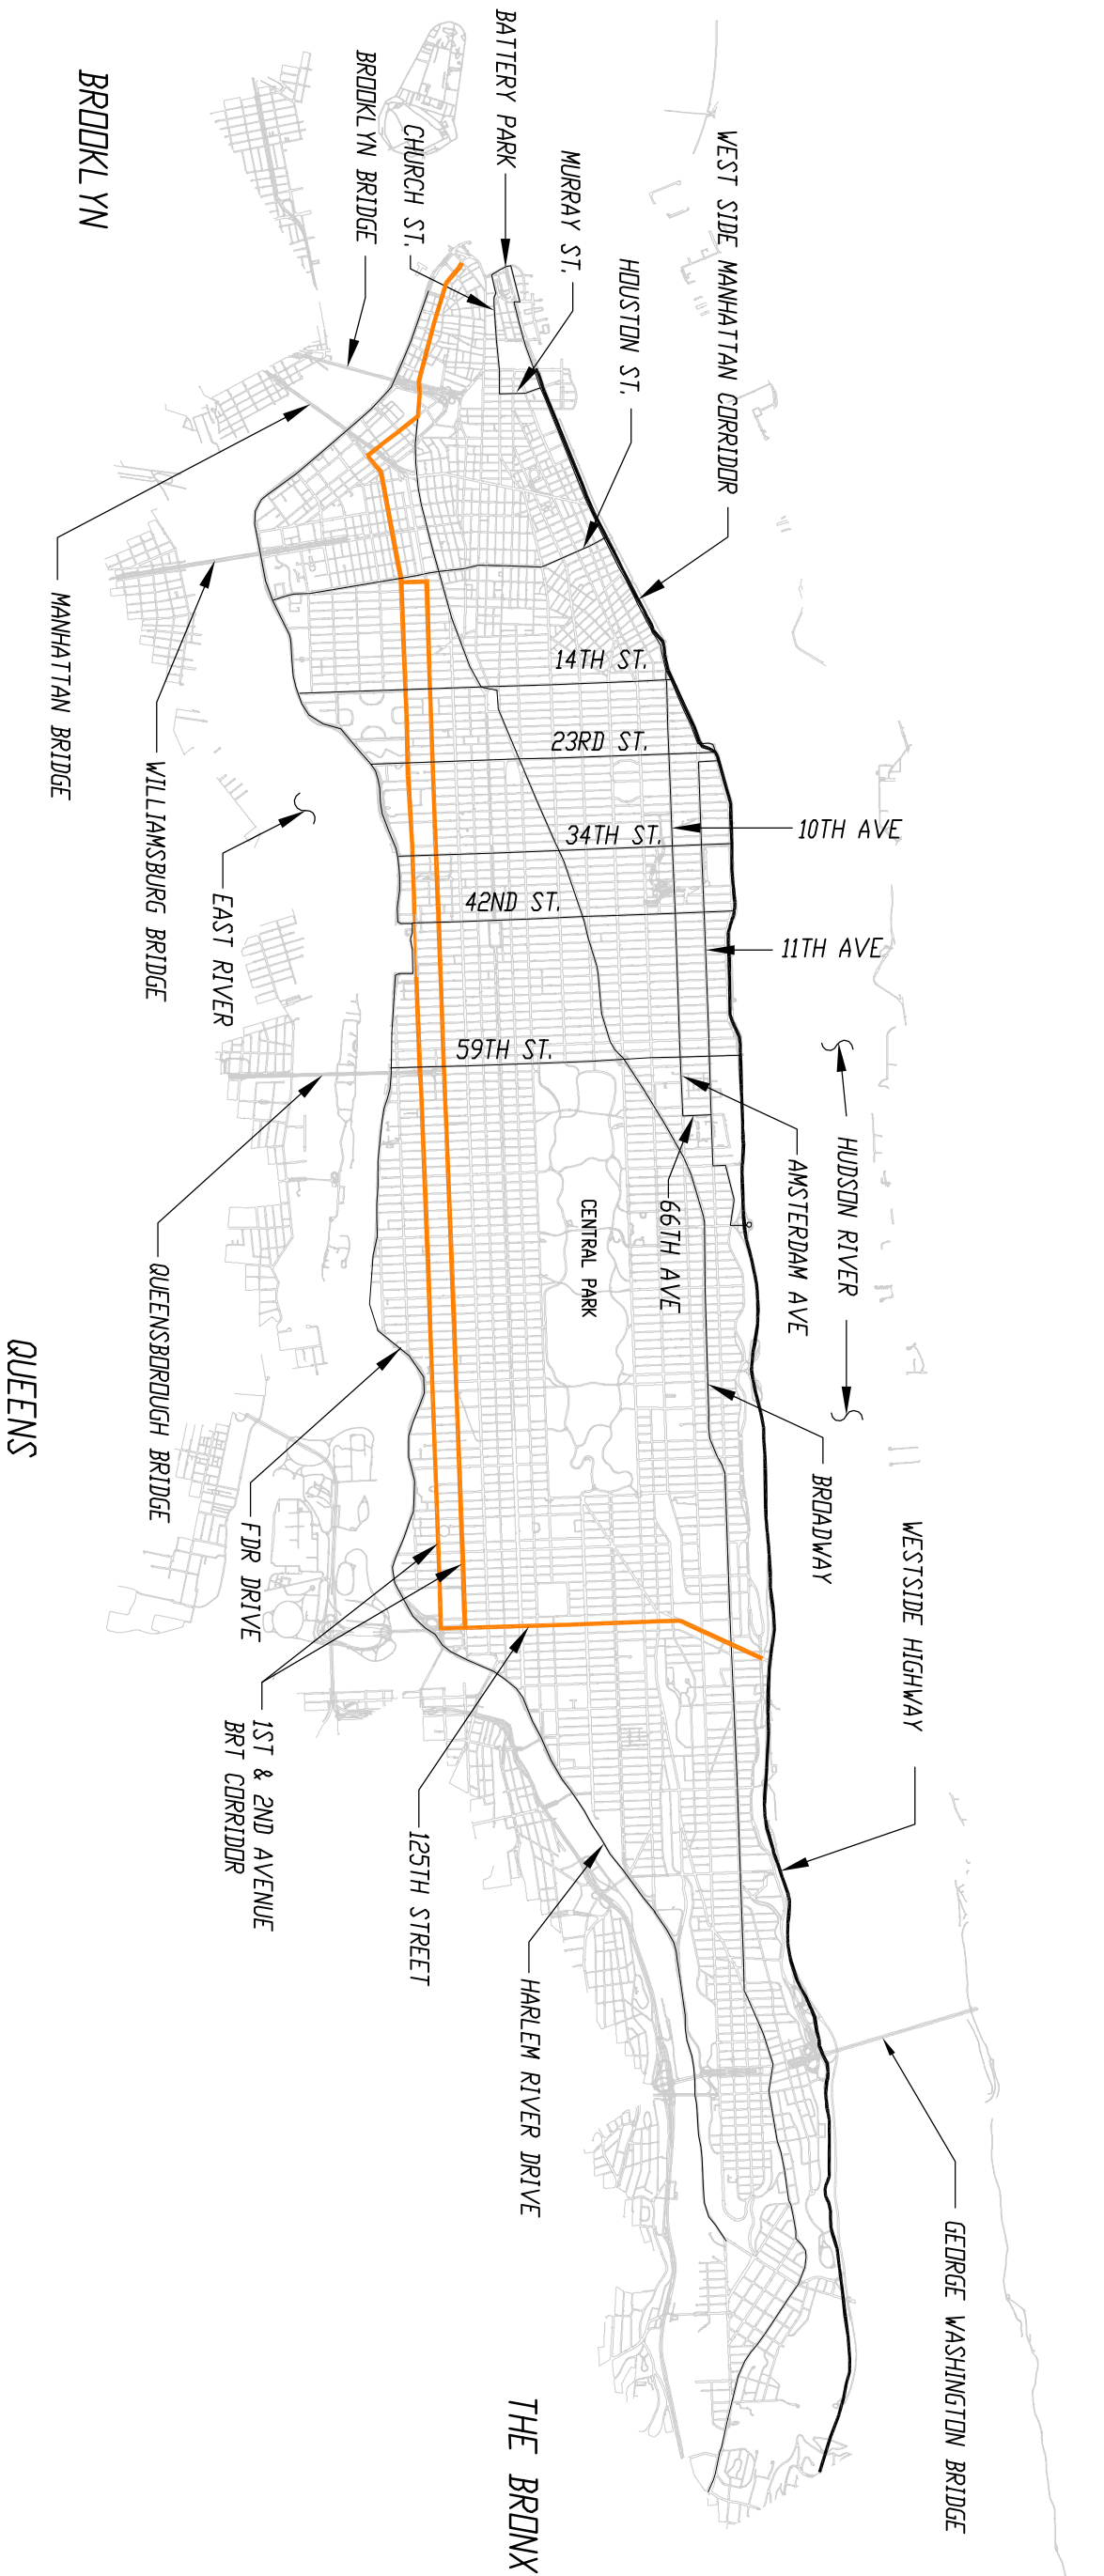 BROOKLYN
BROOKLYN BRIDGE
CHURCH ST.
BATTERY PARK
MURRAY ST.
HOUSTON ST.
WEST SIDE MANHATTAN CORRIDOR
MANHATTAN BRIDGE
WILLIAMSBURG BRIDGE
EAST RIVER
14TH ST.
23RD ST.
34TH ST.
42ND ST.
59TH ST.
10TH AVE
11TH AVE
HUDSON RIVER
AMSTERDAM AVE
66TH AVE
CENTRAL PARK
BROADWAY
WESTSIDE HIGHWAY
QUEENSBOROUGH BRIDGE
QUEENS
FDR DRIVE
1ST & 2ND AVENUE
BRT CORRIDOR
125TH STREET
HARLEM RIVER DRIVE
GEORGE WASHINGTON BRIDGE
THE BRONX